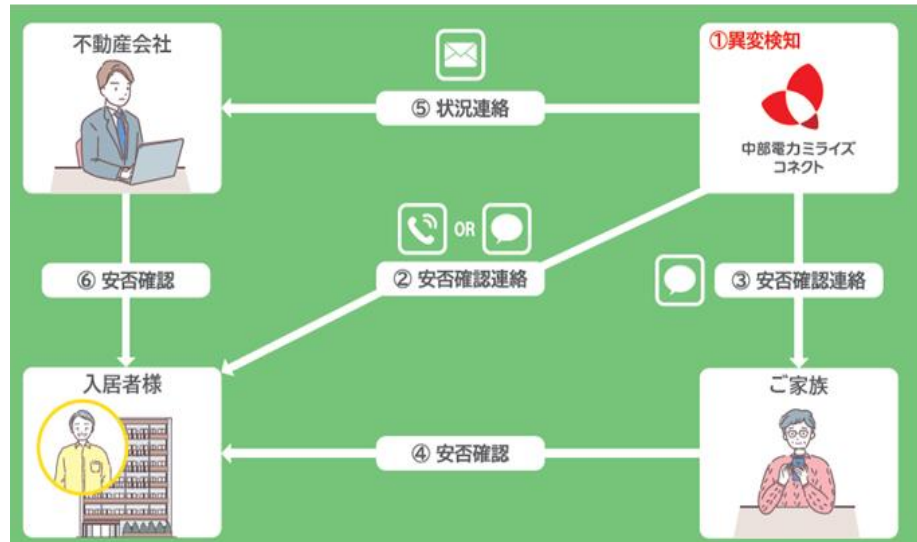 不動産会社
①異変検知
中部電力ミライズ
コネクト
⑤ 状況連絡
OR
② 安否確認連絡
③ 安否確認連絡
⑥ 安否確認
入居者様
ご家族
④ 安否確認